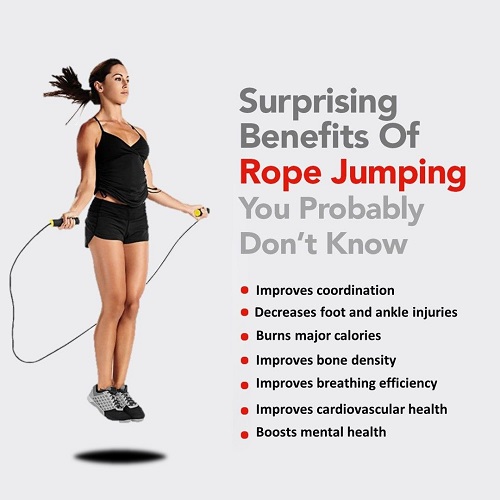 Surprising
Benefits Of
Rope Jumping
You Probably
Don't Know
Improves coordination
Decreases foot and ankle injuries
Burns major calories
Improves bone density
Improves breathing efficiency
Improves cardiovascular health
Boosts mental health